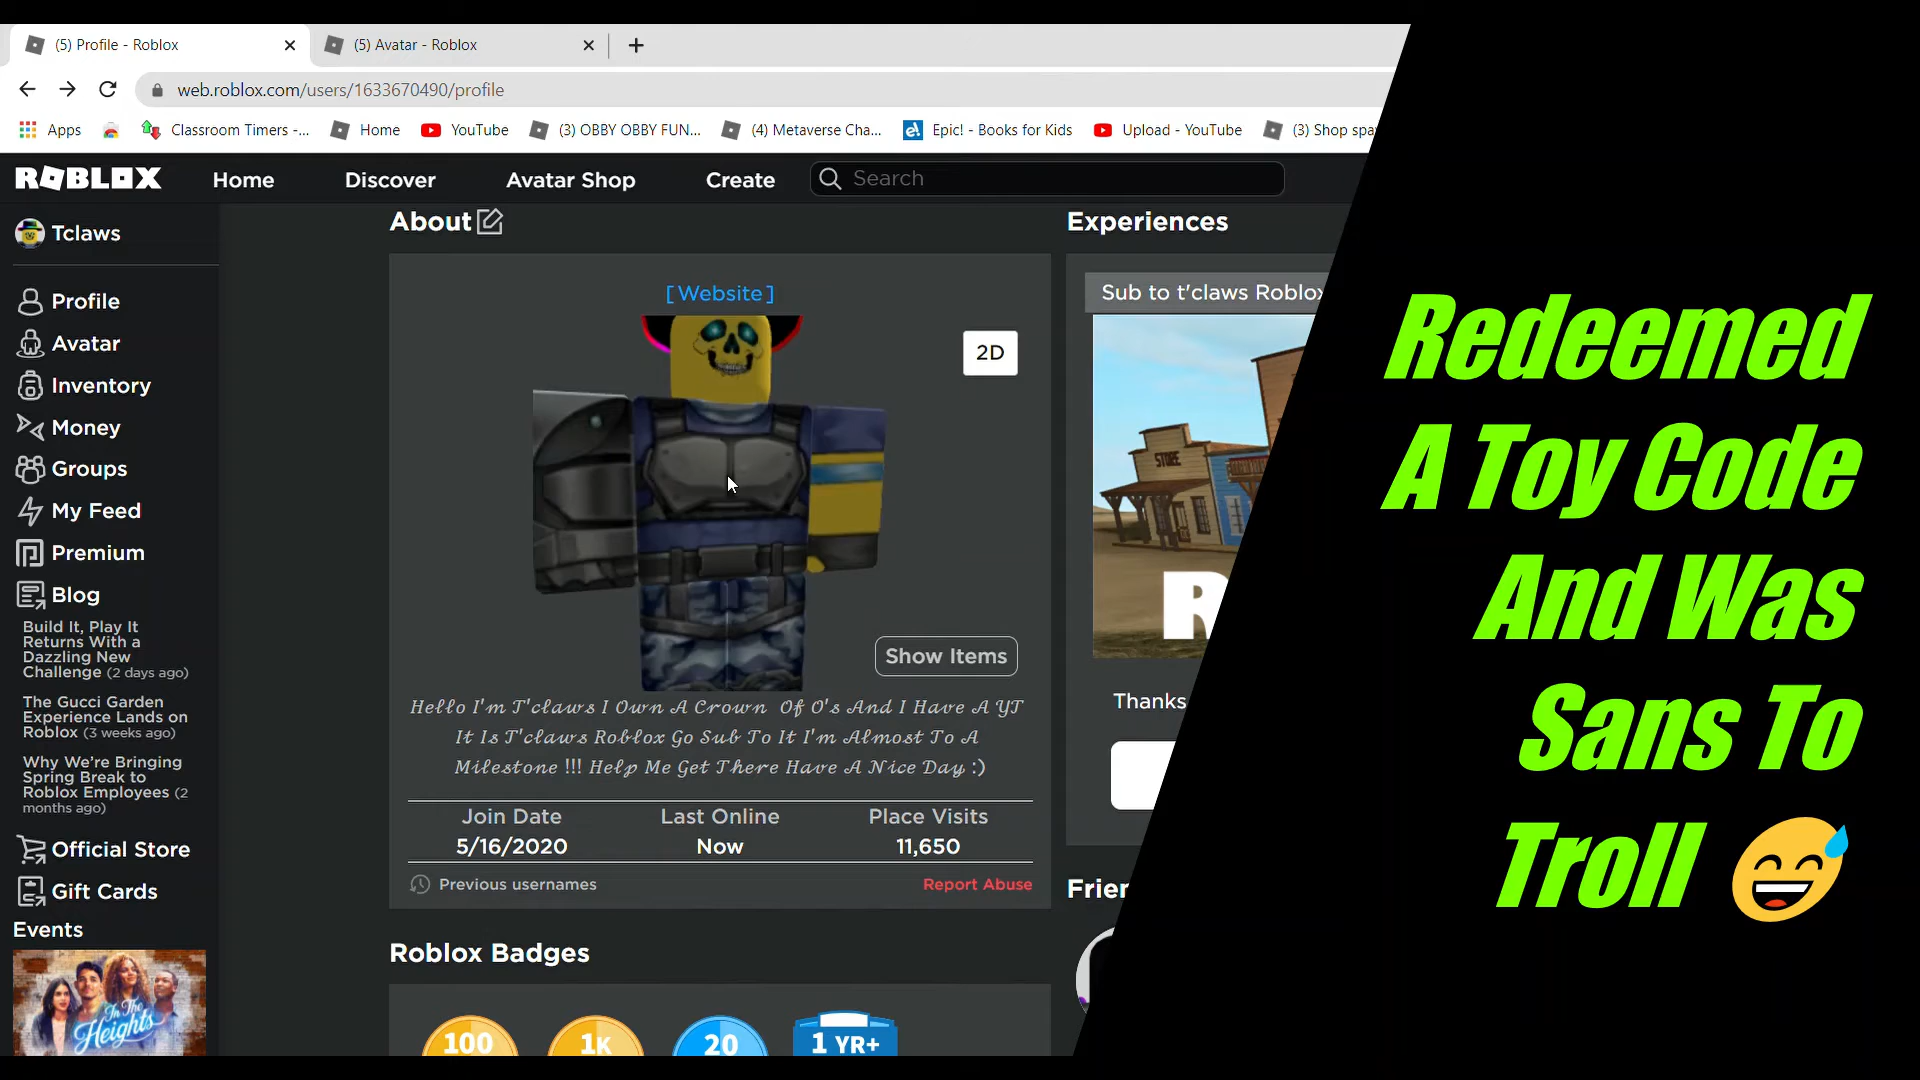 (5) Profile - Roblox
(5) Avatar - Roblox
web.roblox.com/users/1633670490/profile
Apps
Classroom Timers -...
Home
YouTube
(3) OBBY OBBY FUN...
(4) Metaverse Cha...
Epic! - Books for Kids
Upload - YouTube
(3) Shop spa
ROBLOX
Home
Discover
Avatar Shop
Create
Search
Tclaws
Profile
Avatar
Inventory
Money
Groups
My Feed
Premium
Blog
Build It, Play It
Returns With a
Dazzling New
Challenge (2 days ago)
The Gucci Garden
Experience Lands on
Roblox (3 weeks ago)
Why We're Bringing
Spring Break to
Roblox Employees (2
months ago)
Official Store
Gift Cards
Events
In The
Heights
About
[Website]
2D
Show Items
Hello I'm T'claws I Own A Crown Of O's And I Have A YT
It Is T'claws Roblox Go Sub To It I'm Almost To A
Milestone !!! Help Me Get There Have A Nice Day :)
Join Date
5/16/2020
Last Online
Now
Place Visits
11,650
Previous usernames
Report Abuse
Roblox Badges
100
1K
20
1 YR+
Experiences
Sub to t'claws Roblox
STORE
R
Thanks
Frien
Redeemed
A Toy Code
And Was
Sans To
Troll 😅